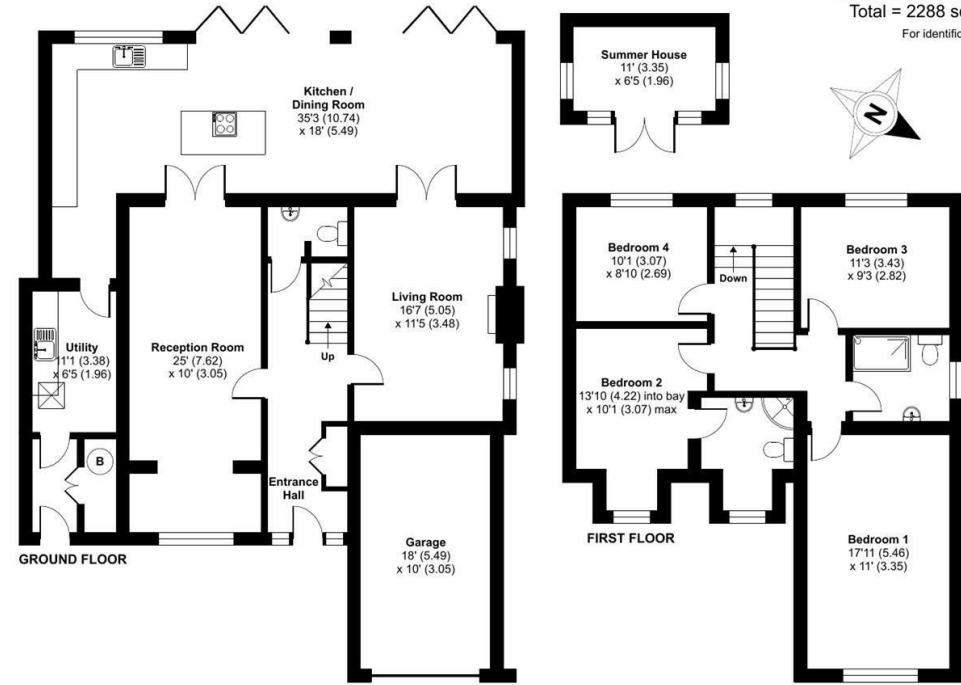 Total = 2288 s
For identific
Summer House
11' (3.35)
x 6'5 (1.96)
N
Kitchen /
Dining Room
35'3 (10.74)
x 18' (5.49)
Living Room
16'7 (5.05)
x 11'5 (3.48)
Up
Reception Room
25' (7.62)
x 10' (3.05)
Utility
11'1 (3.38)
x 6'5 (1.96)
B
Entrance
Hall
Garage
18' (5.49)
x 10' (3.05)
GROUND FLOOR
Bedroom 4
10'1 (3.07)
x 8'10 (2.69)
Down
Bedroom 3
11'3 (3.43)
x 9'3 (2.82)
Bedroom 2
13'10 (4.22) into bay
x 10'1 (3.07) max
Bedroom 1
17'11 (5.46)
x 11' (3.35)
FIRST FLOOR